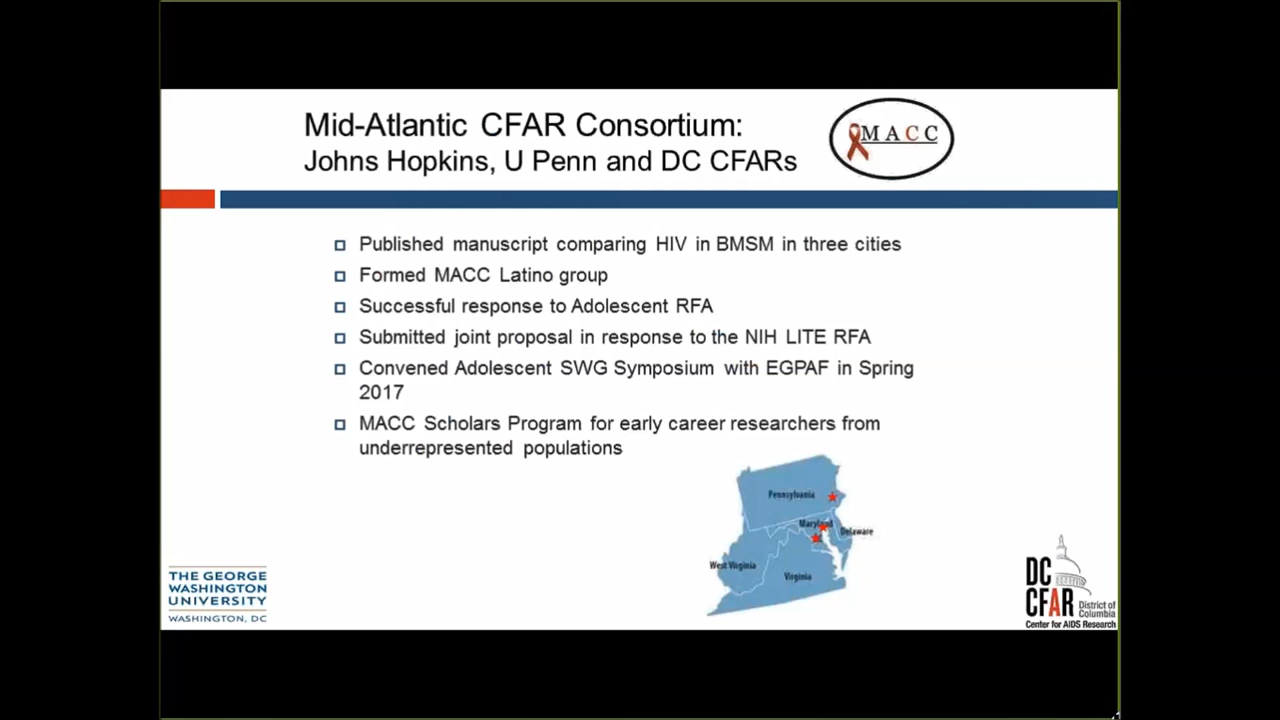 Mid-Atlantic CFAR Consortium:
Johns Hopkins, U Penn and DC CFARs
MACC
Published manuscript comparing HIV in BMSM in three cities
Formed MACC Latino group
Successful response to Adolescent RFA
Submitted joint proposal in response to the NIH LITE RFA
Convened Adolescent SWG Symposium with EGPAF in Spring
2017
MACC Scholars Program for early career researchers from
underrepresented populations
Pennsylvania
Maryland
Delaware
West Virginia
Virginia
THE GEORGE
WASHINGTON
UNIVERSITY
WASHINGTON, DC
DC
CFAR
District of
Columbia
Center for AIDS Research